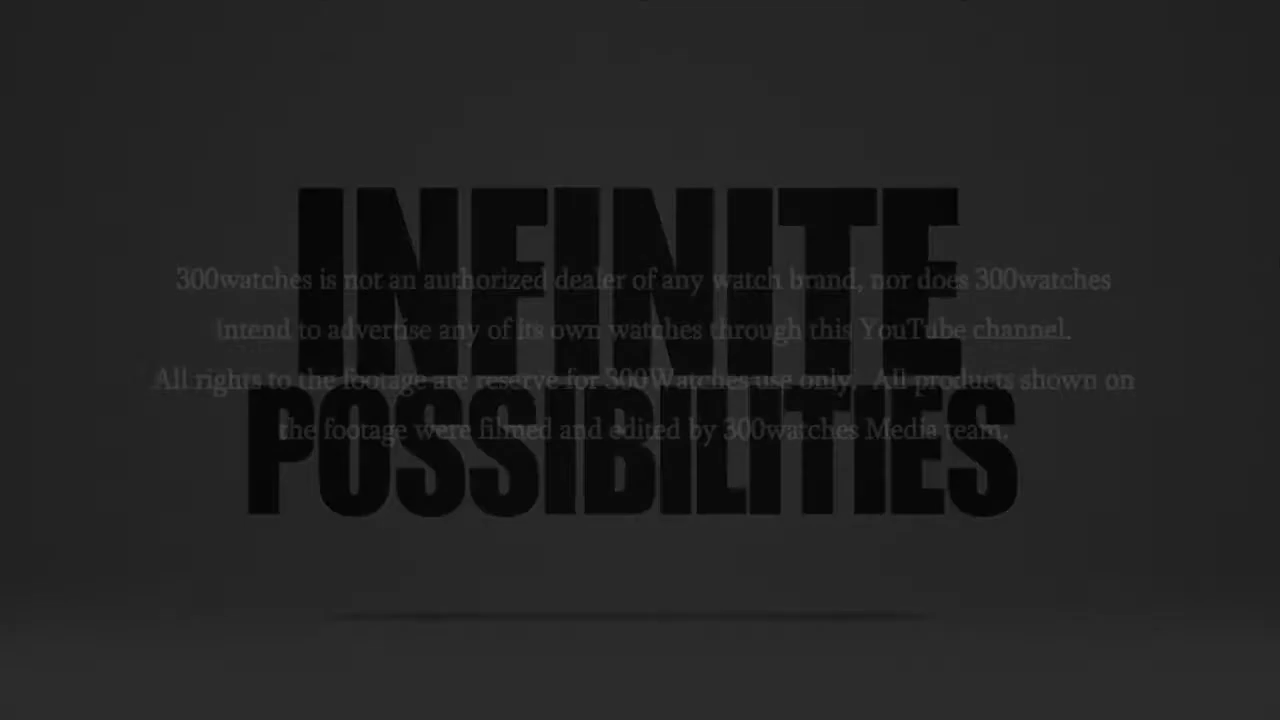 INFINITE
POSSIBILITIES
300watches is not an authorized dealer of any watch brand, nor does 300watches
intend to advertise any of its own watches through this YouTube channel.
All rights to the footage are reserve for 300Watches use only. All products shown on
the footage were filmed and edited by 300watches Media team.